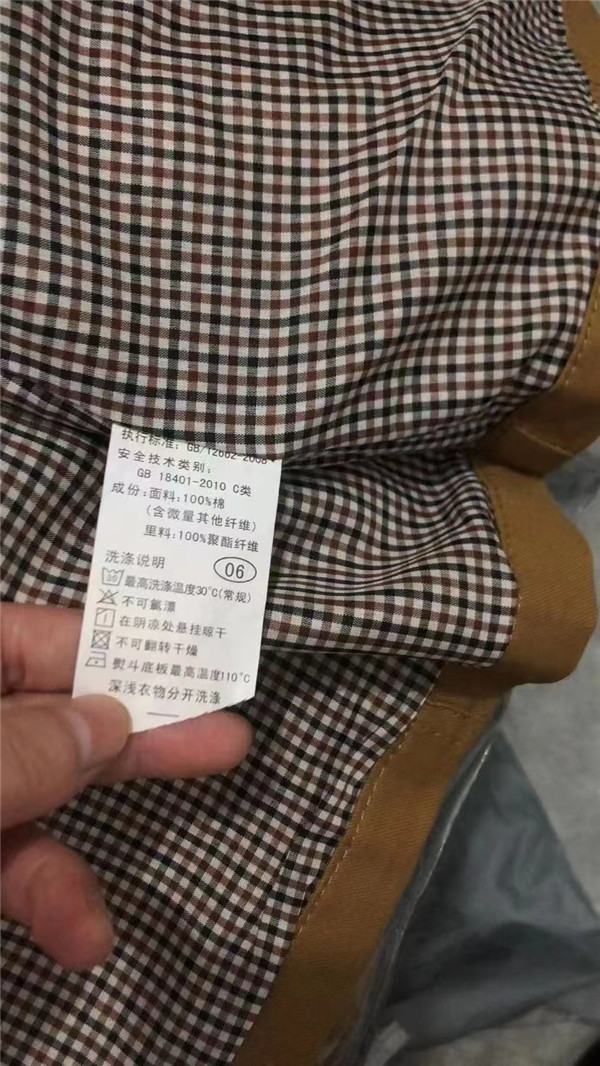 执行标准: GB/T2662-2008
安全技术类别:
GB 18401-2010 C类
成份:面料:100%棉
(含微量其他纤维)
里料:100%聚酯纤维
洗涤说明 06
30 最高洗涤温度30℃(常规)
不可氯漂
在阴凉处悬挂晾干
不可翻转干燥
熨斗底板最高温度110℃
深浅衣物分开洗涤